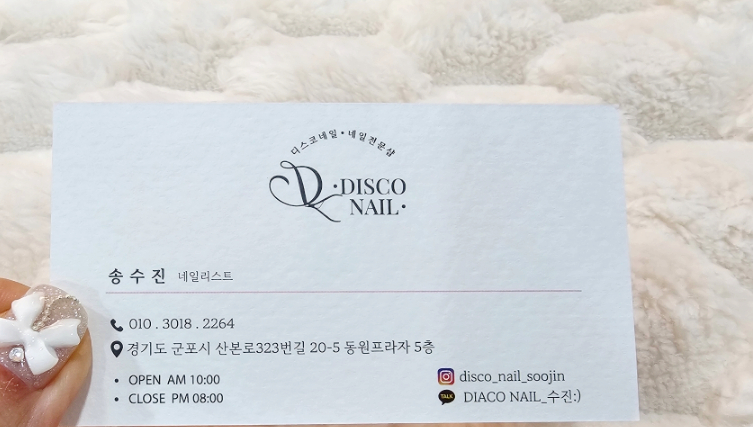 디스코네일 • 네일전문샵
D •DISCO
NAIL•
송수진 네일리스트
010 . 3018 . 2264
경기도 군포시 산본로323번길 20-5 동원프라자 5층
• OPEN AM 10:00
• CLOSE PM 08:00
disco_nail_soojin
TALK DIACO NAIL_수진:)